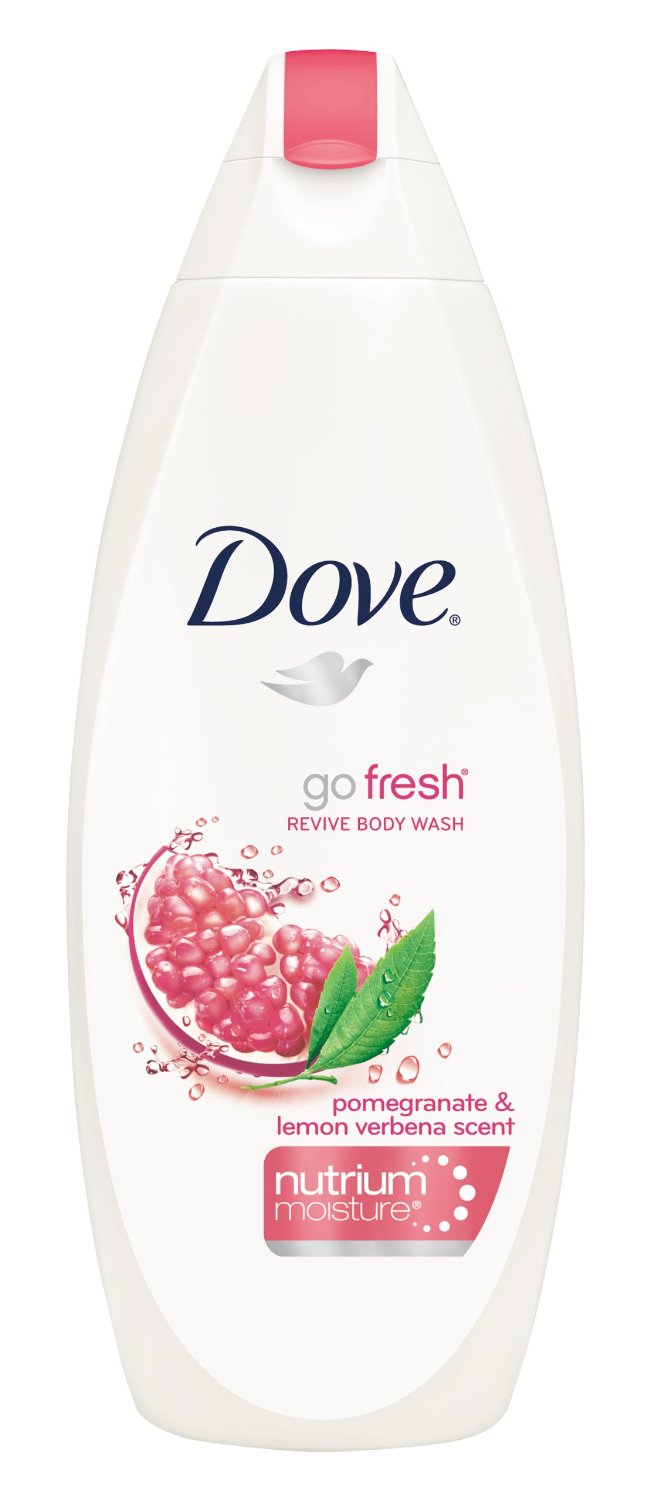 Dove®
go fresh®
REVIVE BODY WASH
pomegranate &
lemon verbena scent
nutrium
moisture®